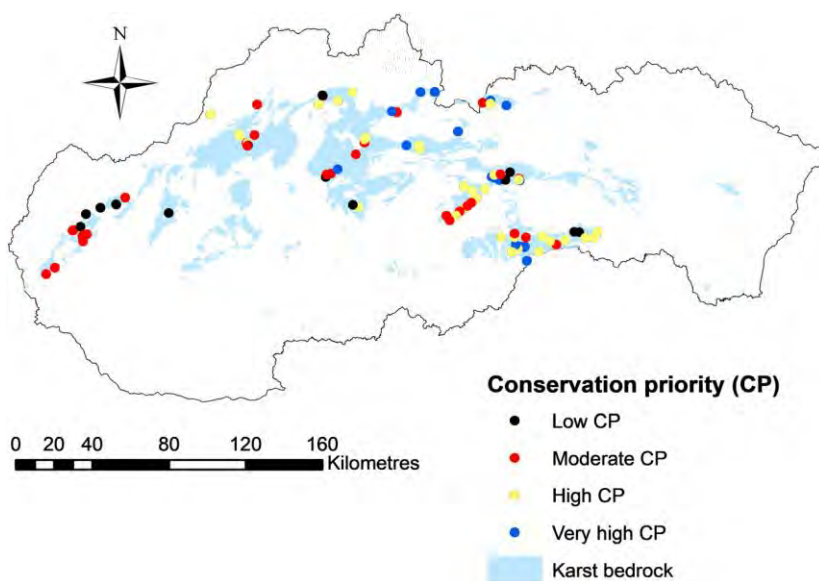 N
Conservation priority (CP)
Low CP
Moderate CP
High CP
Very high CP
Karst bedrock
0 20 40 80 120 160
Kilometres